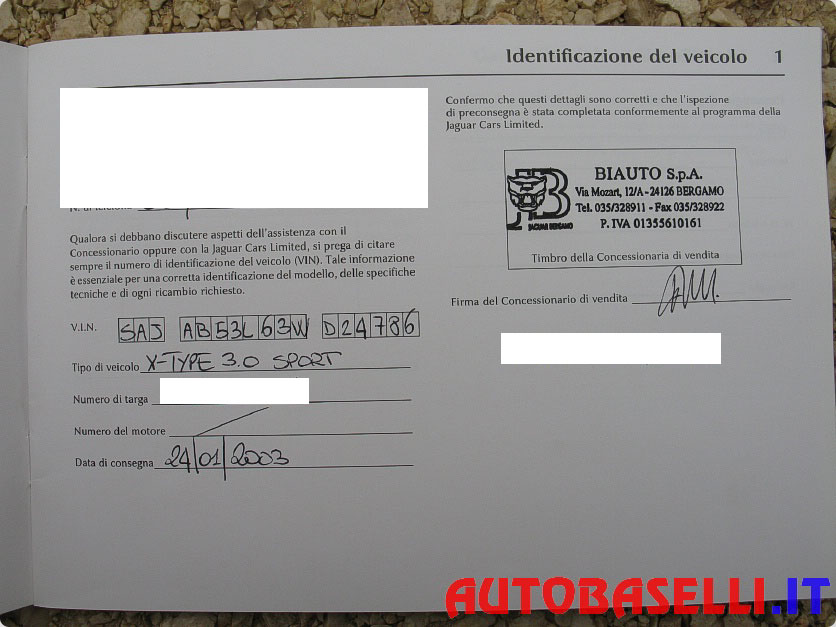 Identificazione del veicolo 1
Qualora si debbano discutere aspetti dell'assistenza con il
Concessionario oppure con la Jaguar Cars Limited, si prega di citare
sempre il numero di identificazione del veicolo (VIN). Tale informazione
è essenziale per una corretta identificazione del modello, delle specifiche
tecniche e di ogni ricambio richiesto.
V.I.N. SAJ AB53L63W D24786
Tipo di veicolo X-TYPE 3.0 SPORT
Numero di targa
Numero del motore
Data di consegna 24/01/2003
Confermo che questi dettagli sono corretti e che l'ispezione
di preconsegna è stata completata conformemente al programma della
Jaguar Cars Limited.
BIAUTO S.p.A.
Via Mozart, 12/A - 24126 BERGAMO
Tel. 035/328911 - Fax 035/328922
P. IVA 01355610161
JAGUAR BERGAMO
Timbro della Concessionaria di vendita
Firma del Concessionario di vendita
AUTOBASELLI.IT